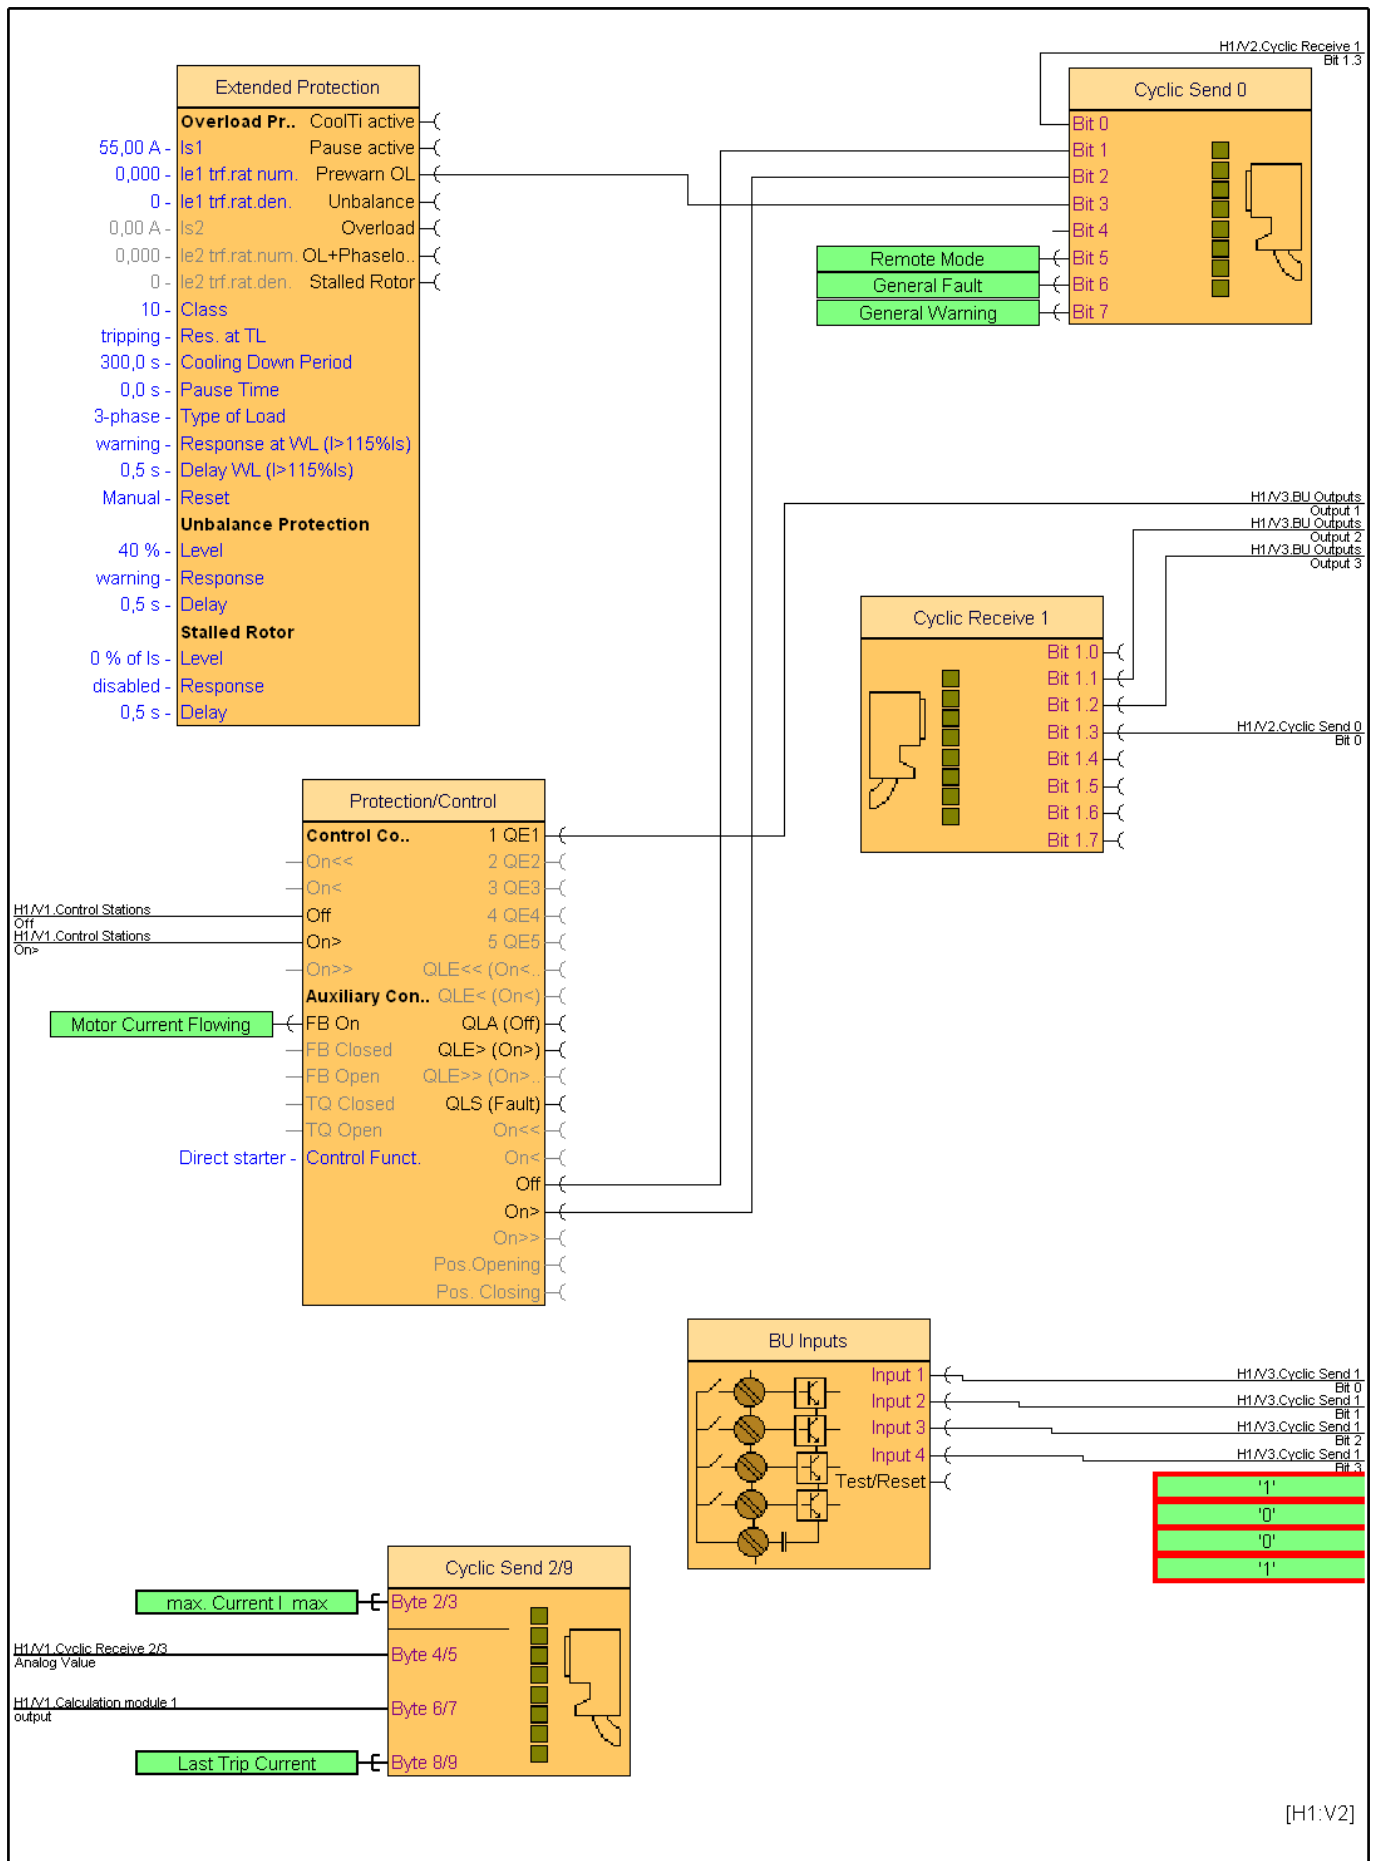 H1/V2.Cyclic Receive 1
Bit 1.3
Extended Protection
Overload Pr.. CoolTi active
55,00 A - Is1 Pause active
0,000 - Ie1 trf.rat num. Prewarn OL
0 - Ie1 trf.rat.den. Unbalance
0,00 A - Is2 Overload
0,000 - Ie2 trf.rat.num. OL+Phaselo..
0 - Ie2 trf.rat.den. Stalled Rotor
10 - Class
tripping - Res. at TL
300,0 s - Cooling Down Period
0,0 s - Pause Time
3-phase - Type of Load
warning - Response at WL (I>115%Is)
0,5 s - Delay WL (I>115%Is)
Manual - Reset
Unbalance Protection
40 % - Level
warning - Response
0,5 s - Delay
Stalled Rotor
0 % of Is - Level
disabled - Response
0,5 s - Delay
Cyclic Send 0
Bit 0
Bit 1
Bit 2
Bit 3
Bit 4
Remote Mode Bit 5
General Fault Bit 6
General Warning Bit 7
H1/V3.BU Outputs
Output 1
H1/V3.BU Outputs
Output 2
H1/V3.BU Outputs
Output 3
Cyclic Receive 1
Bit 1.0
Bit 1.1
Bit 1.2
Bit 1.3
Bit 1.4
Bit 1.5
Bit 1.6
Bit 1.7
H1/V2.Cyclic Send 0
Bit 0
Protection/Control
Control Co.. 1 QE1
On<< 2 QE2
On< 3 QE3
H1/V1.Control Stations
Off
Off 4 QE4
H1/V1.Control Stations
On>
On> 5 QE5
On>> QLE<< (On<..
Auxiliary Con.. QLE< (On<)
Motor Current Flowing FB On QLA (Off)
FB Closed QLE> (On>)
FB Open QLE>> (On>..
TQ Closed QLS (Fault)
TQ Open On<<
Direct starter - Control Funct. On<
Off
On>
On>>
Pos.Opening
Pos. Closing
BU Inputs
Input 1
Input 2
Input 3
Input 4
Test/Reset
H1/V3.Cyclic Send 1
Bit 0
H1/V3.Cyclic Send 1
Bit 1
H1/V3.Cyclic Send 1
Bit 2
H1/V3.Cyclic Send 1
Bit 3
'1'
'0'
'0'
'1'
Cyclic Send 2/9
max. Current I_max Byte 2/3
H1/V1.Cyclic Receive 2/3
Analog Value
Byte 4/5
H1/V1.Calculation module 1
output
Byte 6/7
Last Trip Current Byte 8/9
[H1:V2]